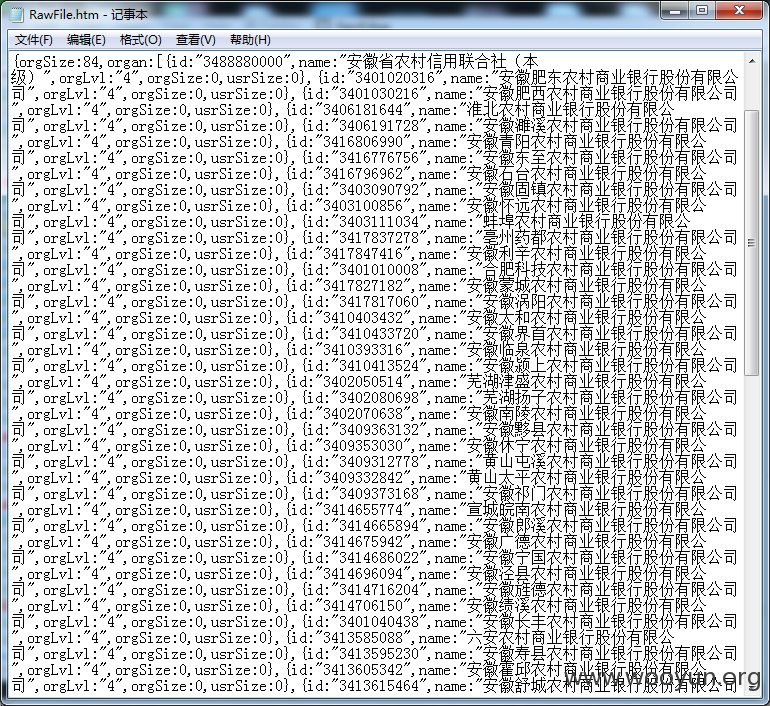 RawFile.htm - 记事本
文件(F) 编辑(E) 格式(O) 查看(V) 帮助(H)
{orgSize:84,organ:[{id:"3488880000",name:"安徽省农村信用联合社（本
级）",orgLvl:"4",orgSize:0,usrSize:0},{id:"3401020316",name:"安徽肥东农村商业银行股份有限公
司",orgLvl:"4",orgSize:0,usrSize:0},{id:"3401030216",name:"安徽肥西农村商业银行股份有限公司
",orgLvl:"4",orgSize:0,usrSize:0},{id:"3406181644",name:"淮北农村商业银行股份有限公
司",orgLvl:"4",orgSize:0,usrSize:0},{id:"3406191728",name:"安徽濉溪农村商业银行股份有限公司
",orgLvl:"4",orgSize:0,usrSize:0},{id:"3416806990",name:"安徽青阳农村商业银行股份有限公
司",orgLvl:"4",orgSize:0,usrSize:0},{id:"3416776756",name:"安徽东至农村商业银行股份有限公司
",orgLvl:"4",orgSize:0,usrSize:0},{id:"3416796962",name:"安徽石台农村商业银行股份有限公
司",orgLvl:"4",orgSize:0,usrSize:0},{id:"3403090792",name:"安徽固镇农村商业银行股份有限公司
",orgLvl:"4",orgSize:0,usrSize:0},{id:"3403100856",name:"安徽怀远农村商业银行股份有限公
司",orgLvl:"4",orgSize:0,usrSize:0},{id:"3403111034",name:"蚌埠农村商业银行股份有限公
司",orgLvl:"4",orgSize:0,usrSize:0},{id:"3417837278",name:"亳州药都农村商业银行股份有限公司
",orgLvl:"4",orgSize:0,usrSize:0},{id:"3417847416",name:"安徽利辛农村商业银行股份有限公
司",orgLvl:"4",orgSize:0,usrSize:0},{id:"3401010008",name:"合肥科技农村商业银行股份有限公司
",orgLvl:"4",orgSize:0,usrSize:0},{id:"3417827182",name:"安徽蒙城农村商业银行股份有限公
司",orgLvl:"4",orgSize:0,usrSize:0},{id:"3417817060",name:"安徽涡阳农村商业银行股份有限公司
",orgLvl:"4",orgSize:0,usrSize:0},{id:"3410403432",name:"安徽太和农村商业银行股份有限公
司",orgLvl:"4",orgSize:0,usrSize:0},{id:"3410433720",name:"安徽界首农村商业银行股份有限公司
",orgLvl:"4",orgSize:0,usrSize:0},{id:"3410393316",name:"安徽临泉农村商业银行股份有限公
司",orgLvl:"4",orgSize:0,usrSize:0},{id:"3410413524",name:"安徽颍上农村商业银行股份有限公司
",orgLvl:"4",orgSize:0,usrSize:0},{id:"3402050514",name:"芜湖津盛农村商业银行股份有限公
司",orgLvl:"4",orgSize:0,usrSize:0},{id:"3402080698",name:"芜湖扬子农村商业银行股份有限公司
",orgLvl:"4",orgSize:0,usrSize:0},{id:"3402070638",name:"安徽南陵农村商业银行股份有限公
司",orgLvl:"4",orgSize:0,usrSize:0},{id:"3409363132",name:"安徽黟县农村商业银行股份有限公司
",orgLvl:"4",orgSize:0,usrSize:0},{id:"3409353030",name:"安徽休宁农村商业银行股份有限公
司",orgLvl:"4",orgSize:0,usrSize:0},{id:"3409312778",name:"黄山屯溪农村商业银行股份有限公司
",orgLvl:"4",orgSize:0,usrSize:0},{id:"3409332842",name:"黄山太平农村商业银行股份有限公
司",orgLvl:"4",orgSize:0,usrSize:0},{id:"3409373168",name:"安徽祁门农村商业银行股份有限公司
",orgLvl:"4",orgSize:0,usrSize:0},{id:"3414655774",name:"宣城皖南农村商业银行股份有限公
司",orgLvl:"4",orgSize:0,usrSize:0},{id:"3414665894",name:"安徽郎溪农村商业银行股份有限公司
",orgLvl:"4",orgSize:0,usrSize:0},{id:"3414675942",name:"安徽广德农村商业银行股份有限公
司",orgLvl:"4",orgSize:0,usrSize:0},{id:"3414686022",name:"安徽宁国农村商业银行股份有限公司
",orgLvl:"4",orgSize:0,usrSize:0},{id:"3414696094",name:"安徽泾县农村商业银行股份有限公
司",orgLvl:"4",orgSize:0,usrSize:0},{id:"3414716204",name:"安徽旌德农村商业银行股份有限公司
",orgLvl:"4",orgSize:0,usrSize:0},{id:"3414706150",name:"安徽绩溪农村商业银行股份有限公
司",orgLvl:"4",orgSize:0,usrSize:0},{id:"3401040438",name:"安徽长丰农村商业银行股份有限公司
",orgLvl:"4",orgSize:0,usrSize:0},{id:"3413585088",name:"六安农村商业银行股份有限公
司",orgLvl:"4",orgSize:0,usrSize:0},{id:"3413595230",name:"安徽寿县农村商业银行股份有限公司
",orgLvl:"4",orgSize:0,usrSize:0},{id:"3413605342",name:"安徽霍邱农村商业银行股份有限公
司",orgLvl:"4",orgSize:0,usrSize:0},{id:"3413615464",name:"安徽舒城农村商业银行股份有限公司
www.wooyun.org